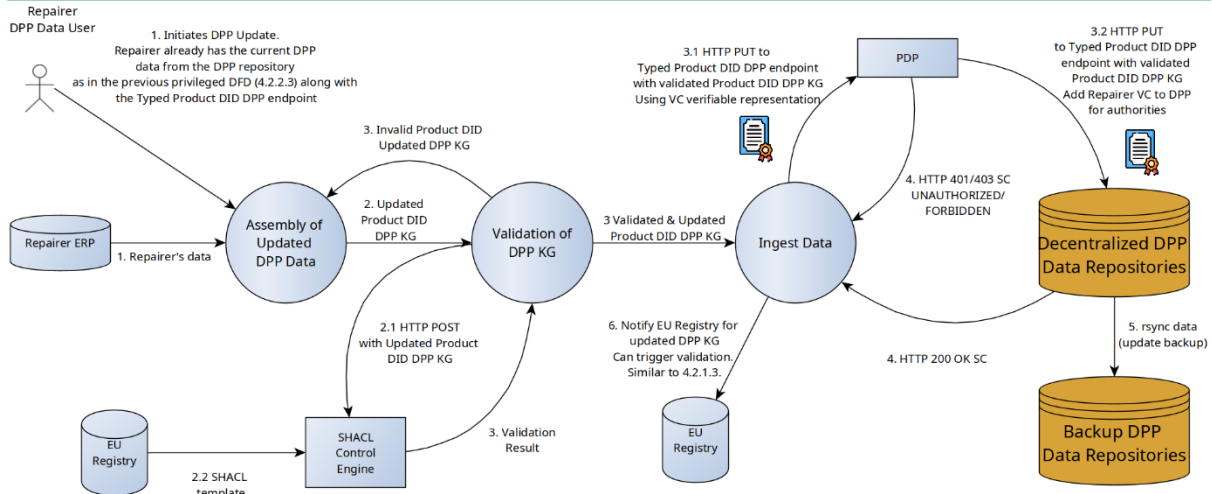 Repairer
DPP Data User
1. Initiates DPP Update.
Repairer already has the current DPP
data from the DPP repository
as in the previous privileged DFD (4.2.2.3) along with
the Typed Product DID DPP endpoint
3. Invalid Product DID
Updated DPP KG
Repairer ERP
1. Repairer's data
Assembly of
Updated
DPP Data
2. Updated
Product DID
DPP KG
Validation of
DPP KG
3 Validated & Updated
Product DID DPP KG
2.1 HTTP POST
with Updated Product
DID DPP KG
EU
Registry
2.2 SHACL
template
SHACL
Control
Engine
3. Validation
Result
3.1 HTTP PUT to
Typed Product DID DPP endpoint
with validated Product DID DPP KG
Using VC verifiable representation
PDP
3.2 HTTP PUT
to Typed Product DID DPP
endpoint with validated
Product DID DPP KG
Add Repairer VC to DPP
for authorities
4. HTTP 401/403 SC
UNAUTHORIZED/
FORBIDDEN
Ingest Data
Decentralized DPP
Data Repositories
6. Notify EU Registry for
updated DPP KG
Can trigger validation.
Similar to 4.2.1.3.
4. HTTP 200 OK SC
5. rsync data
(update backup)
EU
Registry
Backup DPP
Data Repositories